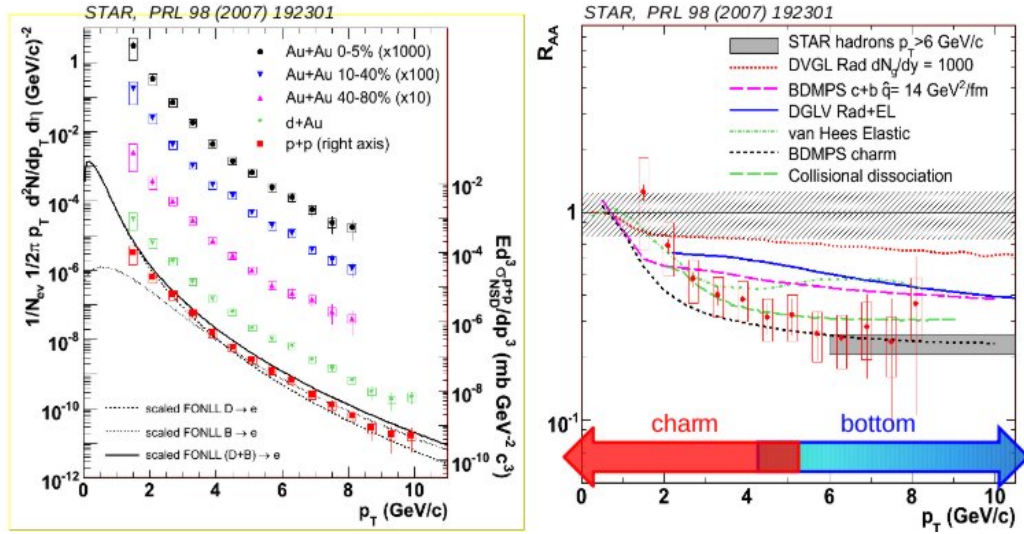 STAR, PRL 98 (2007) 192301
1/N_ev 1/2π p_T d²N/dp_T dη (GeV/c)⁻²
1
10⁻²
10⁻⁴
10⁻⁶
10⁻⁸
10⁻¹⁰
10⁻¹²
Au+Au 0-5% (x1000)
Au+Au 10-40% (x100)
Au+Au 40-80% (x10)
d+Au
p+p (right axis)
scaled FONLL D → e
scaled FONLL B → e
scaled FONLL (D+B) → e
10⁻²
10⁻⁴
10⁻⁶
10⁻⁸
10⁻¹⁰
Ed³σ^{p+p}_{NSD}/dp³ (mb GeV⁻² c³)
0 2 4 6 8 10
p_T (GeV/c)
STAR, PRL 98 (2007) 192301
R_AA
1
10⁻¹
STAR hadrons p_T>6 GeV/c
DVGL Rad dN_g/dy = 1000
BDMPS c+b q̂= 14 GeV²/fm
DGLV Rad+EL
van Hees Elastic
BDMPS charm
Collisional dissociation
charm bottom
0 2 4 6 8 10
p_T (GeV/c)